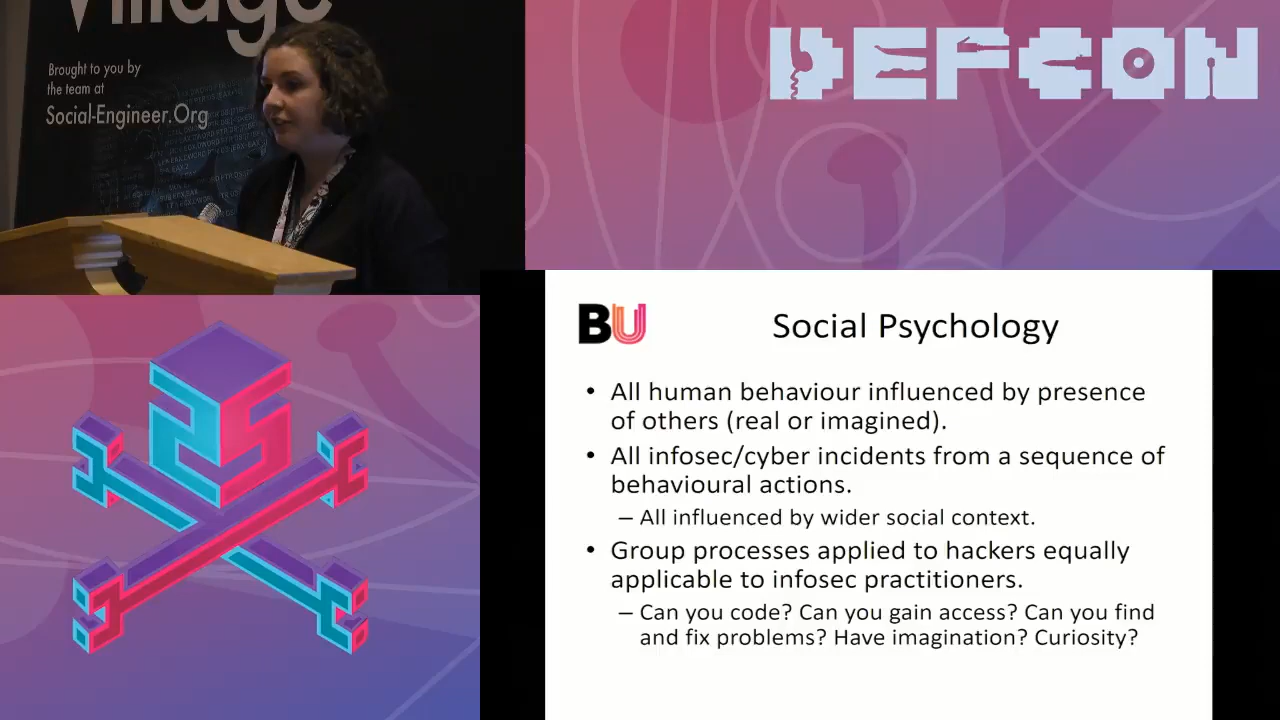 Village
Brought to you by
the team at
Social-Engineer.Org
DEFCON
BU
Social Psychology
• All human behaviour influenced by presence
of others (real or imagined).
• All infosec/cyber incidents from a sequence of
behavioural actions.
– All influenced by wider social context.
• Group processes applied to hackers equally
applicable to infosec practitioners.
– Can you code? Can you gain access? Can you find
and fix problems? Have imagination? Curiosity?